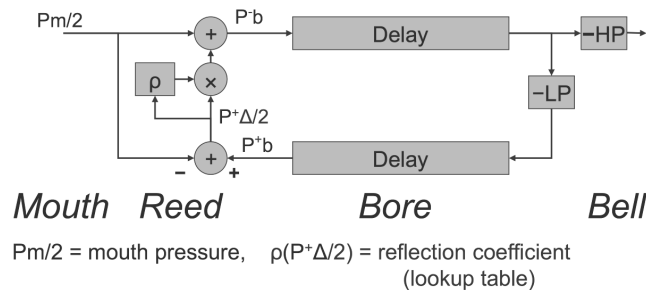 Pm/2
+
P⁻b
Delay
−HP
ρ
×
−LP
P⁺Δ/2
P⁺b
− + +
Delay
Mouth Reed Bore Bell
Pm/2 = mouth pressure, ρ(P⁺Δ/2) = reflection coefficient
(lookup table)